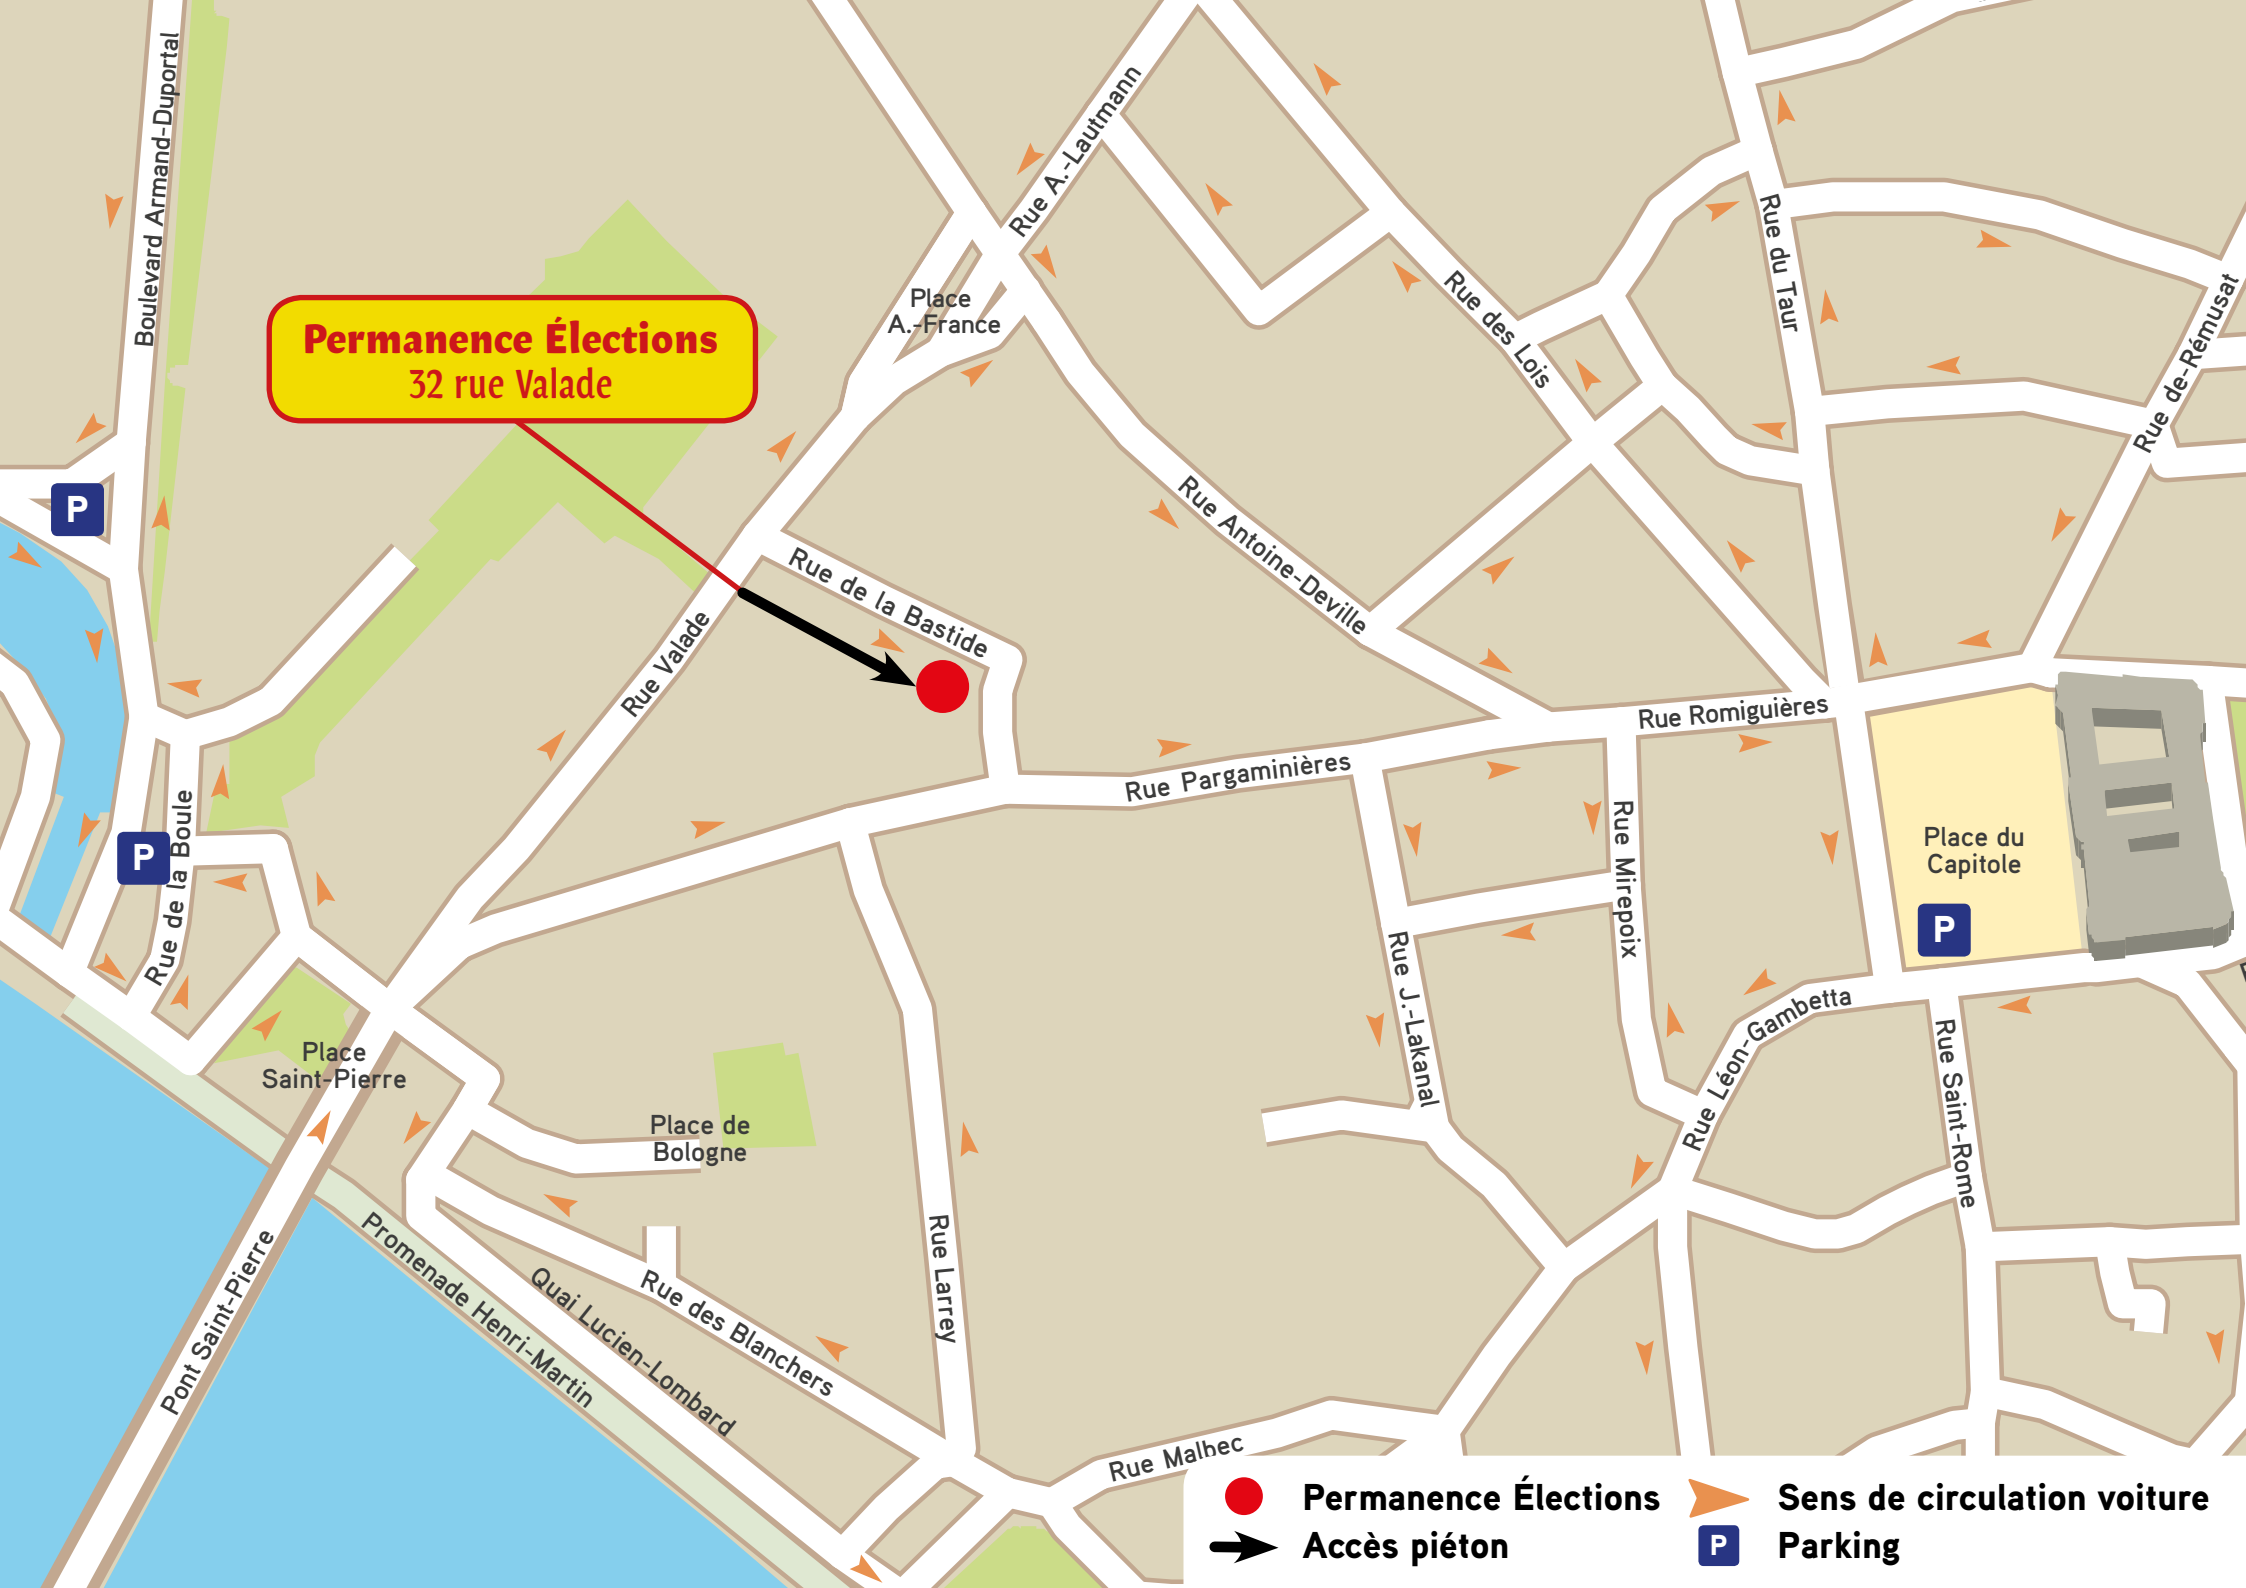 Boulevard Armand-Duportal
Rue A.-Lautmann
Place
A.-France
Permanence Élections
32 rue Valade
Rue des Lois
Rue du Taur
Rue de-Rémusat
P
Rue de la Bastide
Rue Valade
Rue Antoine-Deville
Rue Romiguières
Rue Pargaminières
P
Rue de la Boule
Rue Mirepoix
Place du
Capitole
P
Rue J.-Lakanal
Rue Léon-Gambetta
Rue Saint-Rome
Place
Saint-Pierre
Place de
Bologne
Pont Saint-Pierre
Promenade Henri-Martin
Quai Lucien-Lombard
Rue des Blanchers
Rue Larrey
Rue Malbec
Permanence Élections
Sens de circulation voiture
Accès piéton
P
Parking